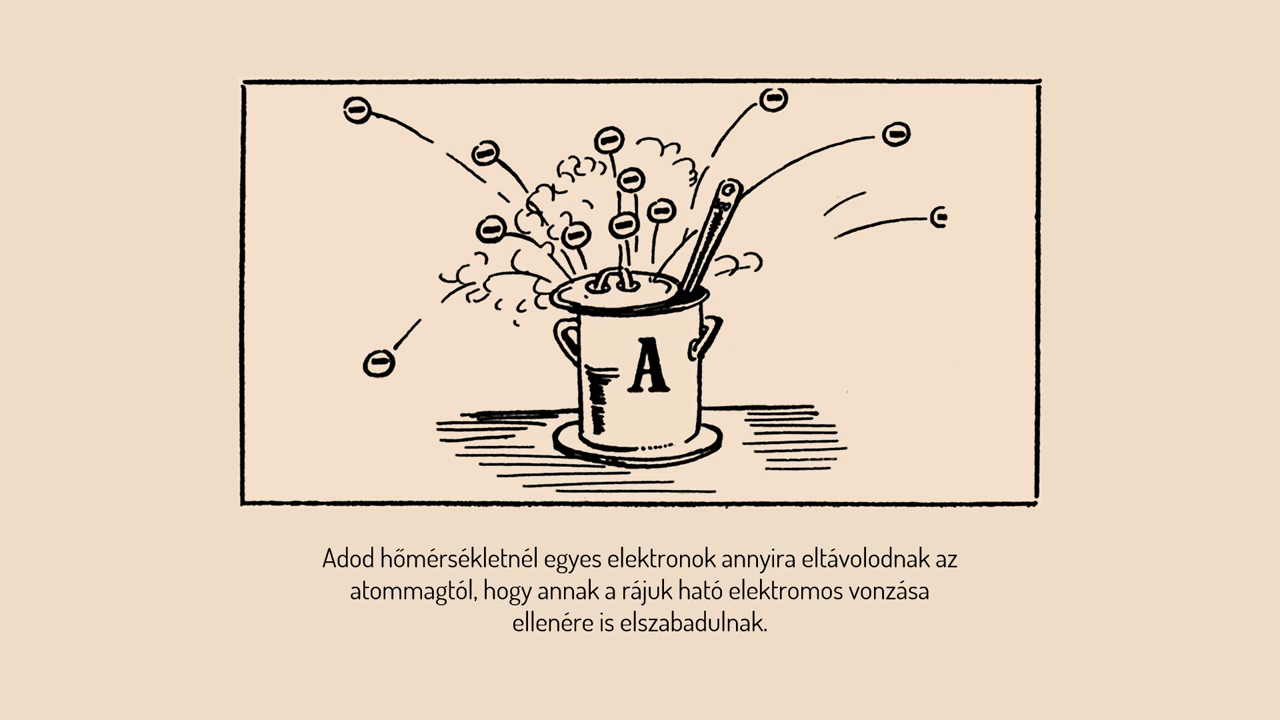 A
Adod hőmérsékletnél egyes elektronok annyira eltávolodnak az
atommagtól, hogy annak a rájuk ható elektromos vonzása
ellenére is elszabadulnak.